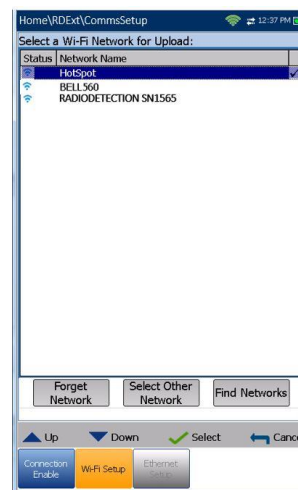 Home\RDExt\CommsSetup 12:37 PM
Select a Wi-Fi Network for Upload:
Status Network Name
HotSpot
BELL560
RADIODETECTION SN1565
Forget Network
Select Other Network
Find Networks
Up Down Select Cance
Connection Enable
Wi-Fi Setup
Ethernet Setup